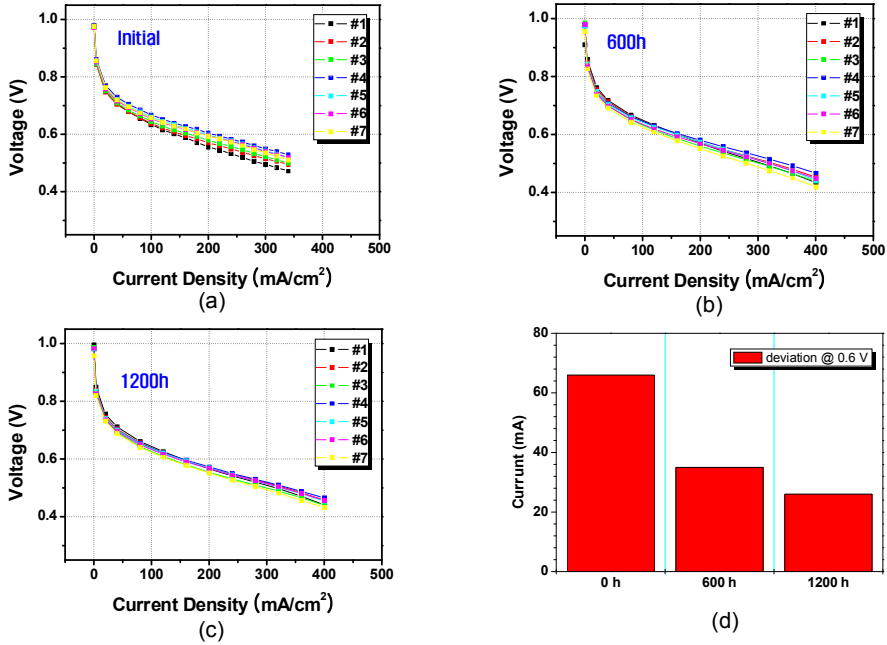 Initial
#1
#2
#3
#4
#5
#6
#7
1.0
0.8
0.6
0.4
Voltage (V)
0 100 200 300 400 500
Current Density (mA/cm²)
(a)
600h
#1
#2
#3
#4
#5
#6
#7
1.0
0.8
0.6
0.4
Voltage (V)
0 100 200 300 400 500
Current Density (mA/cm²)
(b)
1200h
#1
#2
#3
#4
#5
#6
#7
1.0
0.8
0.6
0.4
Voltage (V)
0 100 200 300 400 500
Current Density (mA/cm²)
(c)
deviation @ 0.6 V
80
60
40
20
0
Currunt (mA)
0 h 600 h 1200 h
(d)